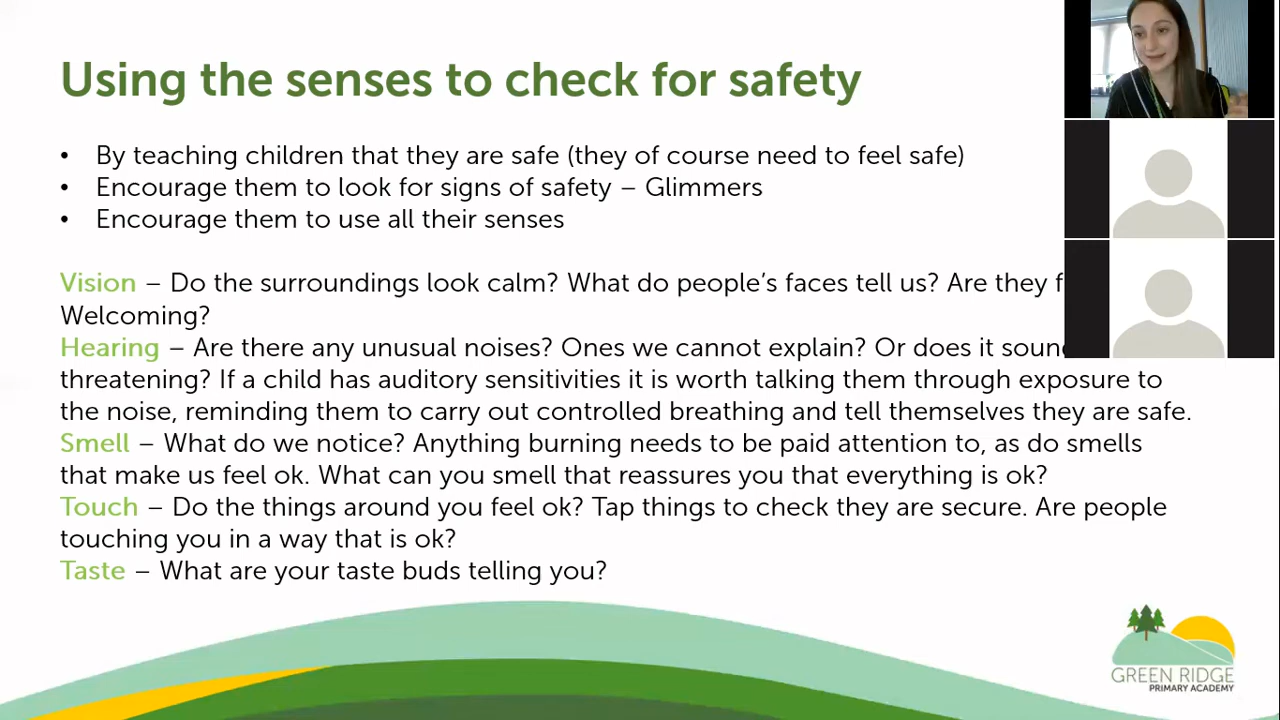 Using the senses to check for safety
• By teaching children that they are safe (they of course need to feel safe)
• Encourage them to look for signs of safety – Glimmers
• Encourage them to use all their senses
Vision – Do the surroundings look calm? What do people’s faces tell us? Are they
Welcoming?
Hearing – Are there any unusual noises? Ones we cannot explain? Or does it
threatening? If a child has auditory sensitivities it is worth talking them through exposure to
the noise, reminding them to carry out controlled breathing and tell themselves they are safe.
Smell – What do we notice? Anything burning needs to be paid attention to, as do smells
that make us feel ok. What can you smell that reassures you that everything is ok?
Touch – Do the things around you feel ok? Tap things to check they are secure. Are people
touching you in a way that is ok?
Taste – What are your taste buds telling you?
GREEN RIDGE
PRIMARY ACADEMY